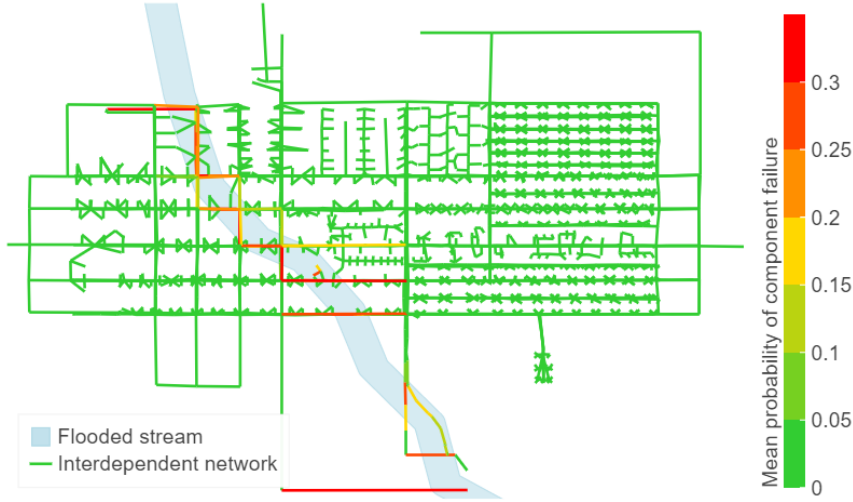 Flooded stream
Interdependent network
Mean probability of component failure
0.3
0.25
0.2
0.15
0.1
0.05
0